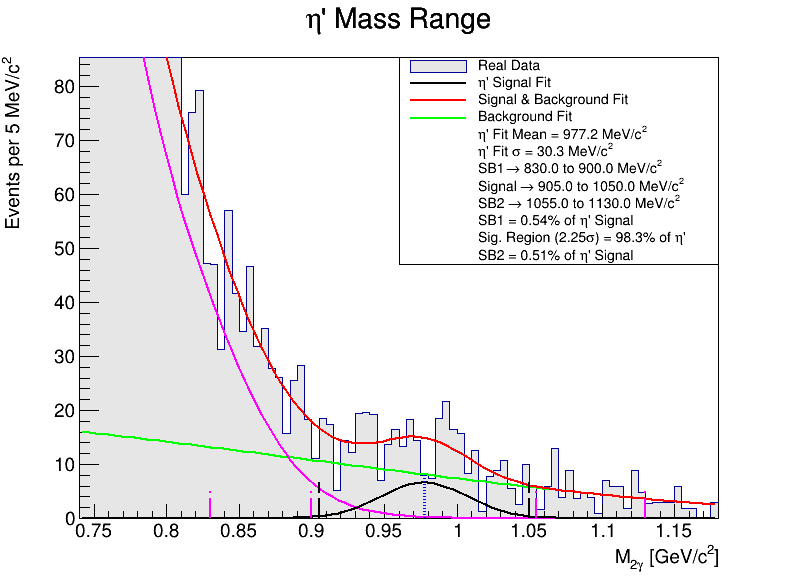 η' Mass Range
Events per 5 MeV/c²
80
70
60
50
40
30
20
10
0
Real Data
η' Signal Fit
Signal & Background Fit
Background Fit
η' Fit Mean = 977.2 MeV/c²
η' Fit σ = 30.3 MeV/c²
SB1→ 830.0 to 900.0 MeV/c²
Signal → 905.0 to 1050.0 MeV/c²
SB2 → 1055.0 to 1130.0 MeV/c²
SB1 = 0.54% of η' Signal
Sig. Region (2.25σ) = 98.3% of η'
SB2 = 0.51% of η' Signal
0.75 0.8 0.85 0.9 0.95 1 1.05 1.1 1.15
M₂γ [GeV/c²]